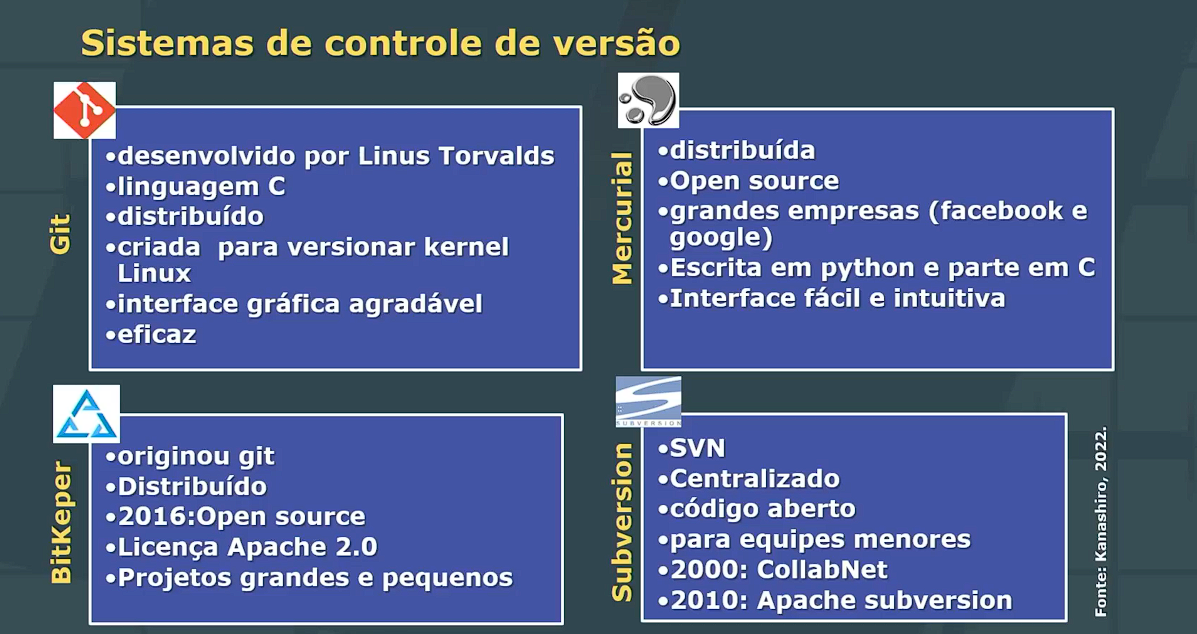 Sistemas de controle de versão
Git
•desenvolvido por Linus Torvalds
•linguagem C
•distribuído
•criada  para versionar kernel
Linux
•interface gráfica agradável
•eficaz
Mercurial
•distribuída
•Open source
•grandes empresas (facebook e
google)
•Escrita em python e parte em C
•Interface fácil e intuitiva
BitKeper
•originou git
•Distribuído
•2016:Open source
•Licença Apache 2.0
•Projetos grandes e pequenos
SUBVERSION
Subversion
•SVN
•Centralizado
•código aberto
•para equipes menores
•2000: CollabNet
•2010: Apache subversion
Fonte: Kanashiro, 2022.